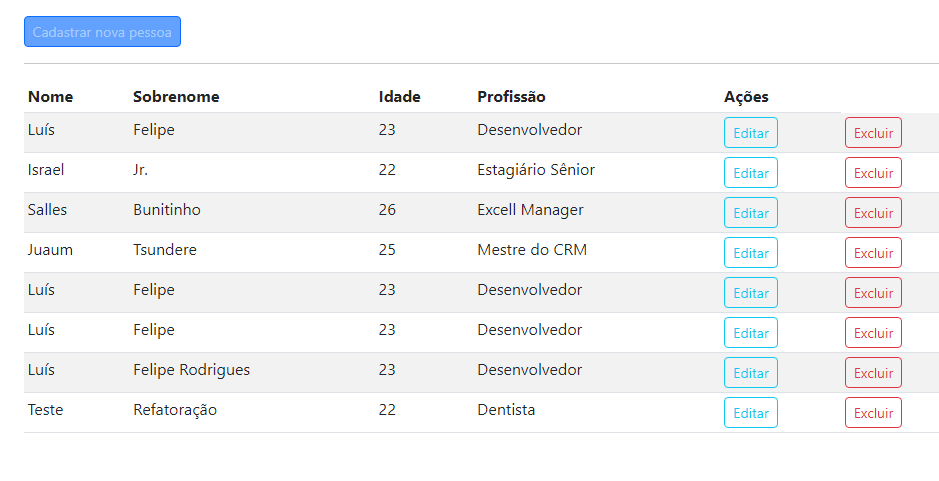 Cadastrar nova pessoa
Nome Sobrenome Idade Profissão Ações
Luís Felipe 23 Desenvolvedor Editar Excluir
Israel Jr. 22 Estagiário Sênior Editar Excluir
Salles Bunitinho 26 Excell Manager Editar Excluir
Juaum Tsundere 25 Mestre do CRM Editar Excluir
Luís Felipe 23 Desenvolvedor Editar Excluir
Luís Felipe 23 Desenvolvedor Editar Excluir
Luís Felipe Rodrigues 23 Desenvolvedor Editar Excluir
Teste Refatoração 22 Dentista Editar Excluir